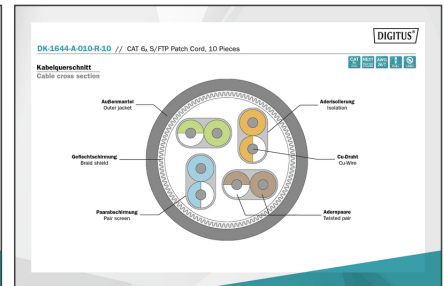 DIGITUS®
DK-1644-A-010-R-10 // CAT 6A S/FTP Patch Cord, 10 Pieces
Kabelquerschnitt
Cable cross section
Außenmantel
Outer jacket
Aderisolierung
Isolation
Geflechtschirmung
Braid shield
Cu-Draht
Cu-Wire
Paarabschirmung
Pair screen
Adernpaare
Twisted pair